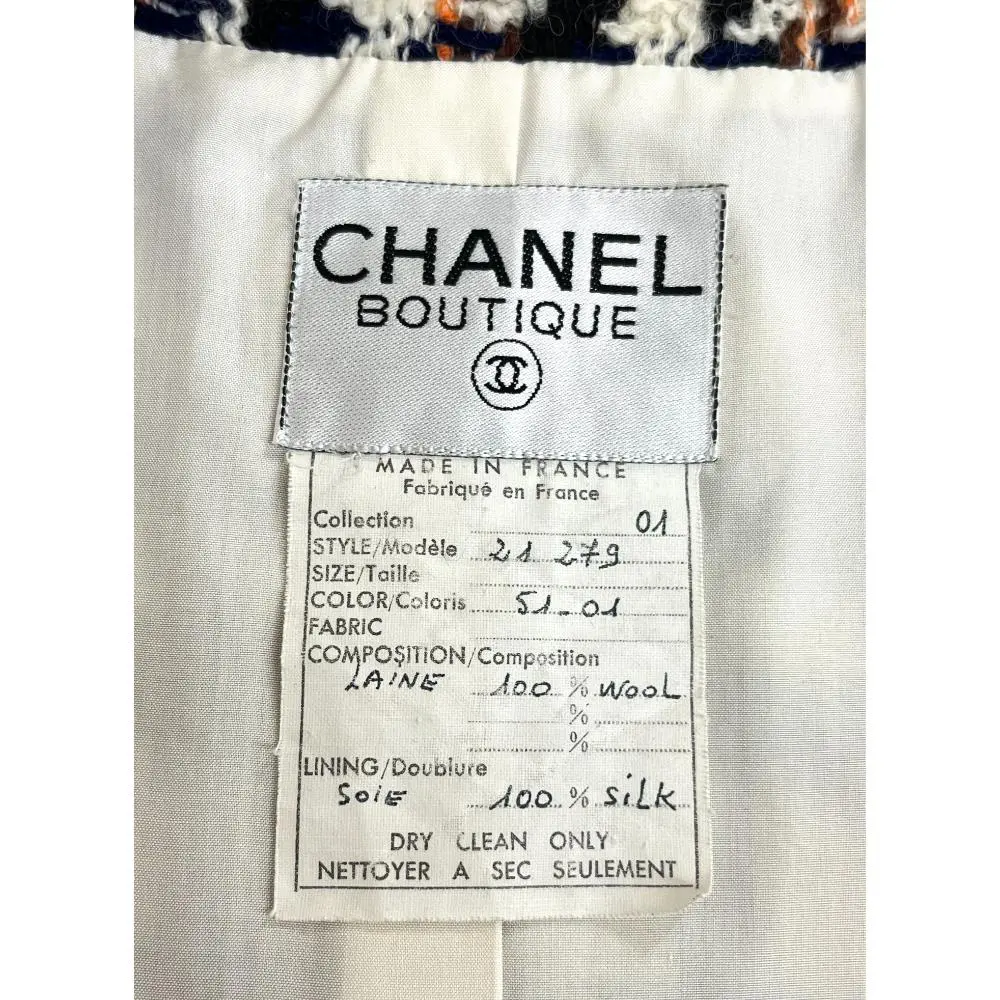 CHANEL
BOUTIQUE
MADE IN FRANCE
Fabriqué en France
Collection 01
STYLE/Modèle 21 279
SIZE/Taille
COLOR/Coloris 51-01
FABRIC
COMPOSITION/Composition
LAINE 100 % WOOL
%
%
LINING/Doublure
SOIE 100 % SILK
DRY CLEAN ONLY
NETTOYER A SEC SEULEMENT